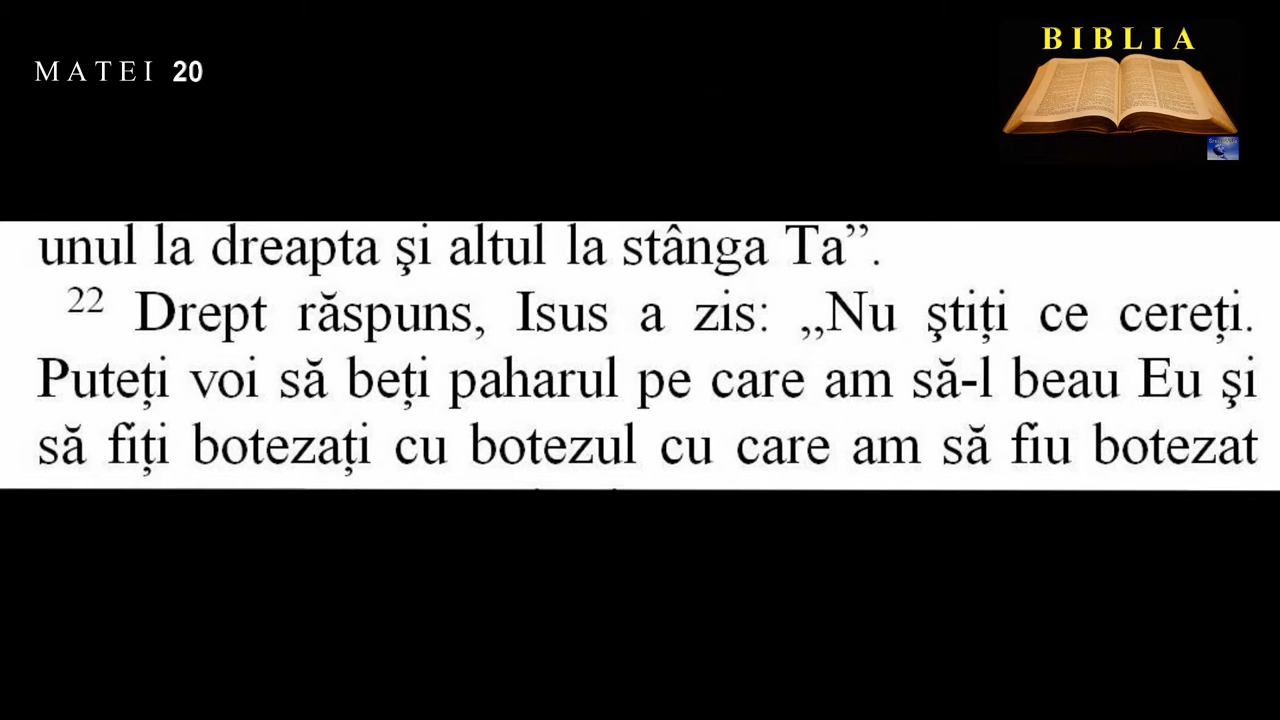 BIBLIA
MATEI 20
unul la dreapta şi altul la stânga Ta”.
22 Drept răspuns, Isus a zis: „Nu ştiți ce cereți.
Puteți voi să beți paharul pe care am să-l beau Eu şi
să fiți botezați cu botezul cu care am să fiu botezat